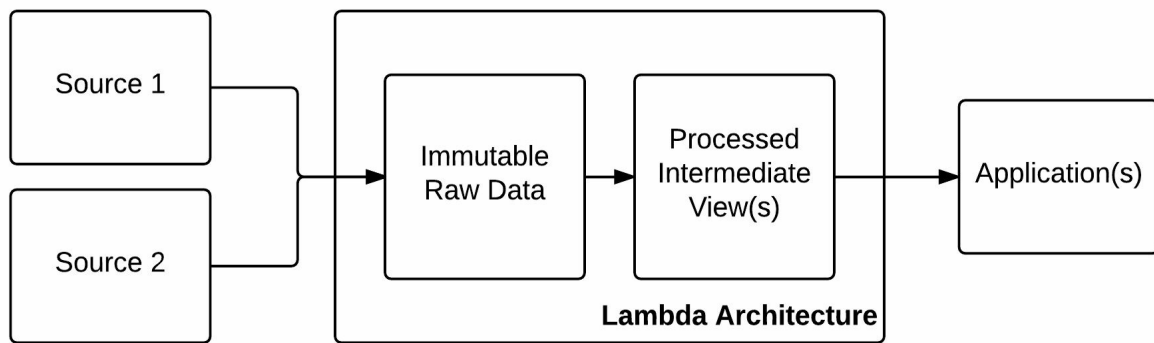 Source 1
Source 2
Immutable
Raw Data
Processed
Intermediate
View(s)
Application(s)
Lambda Architecture